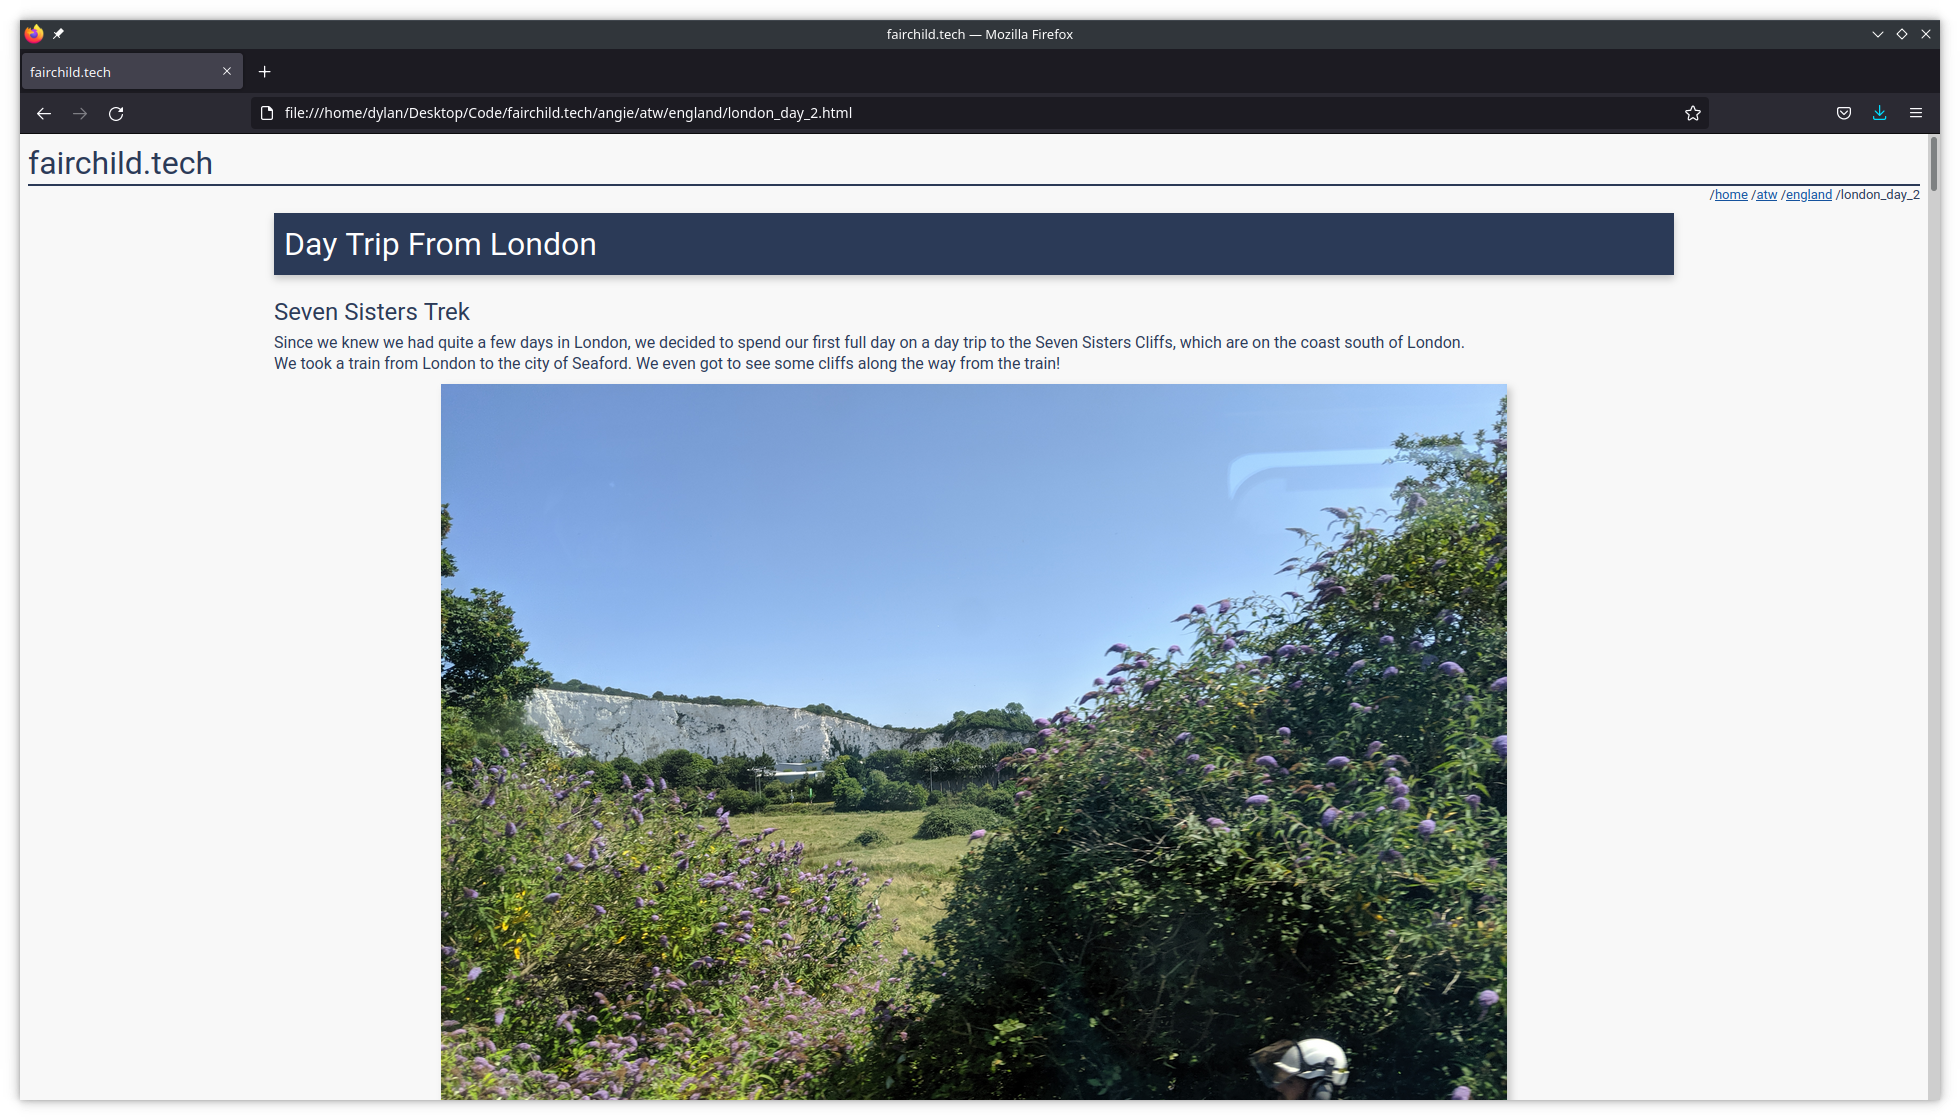 fairchild.tech — Mozilla Firefox
fairchild.tech
file:///home/dylan/Desktop/Code/fairchild.tech/angie/atw/england/london_day_2.html
fairchild.tech
/home /atw /england /london_day_2
Day Trip From London
Seven Sisters Trek
Since we knew we had quite a few days in London, we decided to spend our first full day on a day trip to the Seven Sisters Cliffs, which are on the coast south of London.
We took a train from London to the city of Seaford. We even got to see some cliffs along the way from the train!